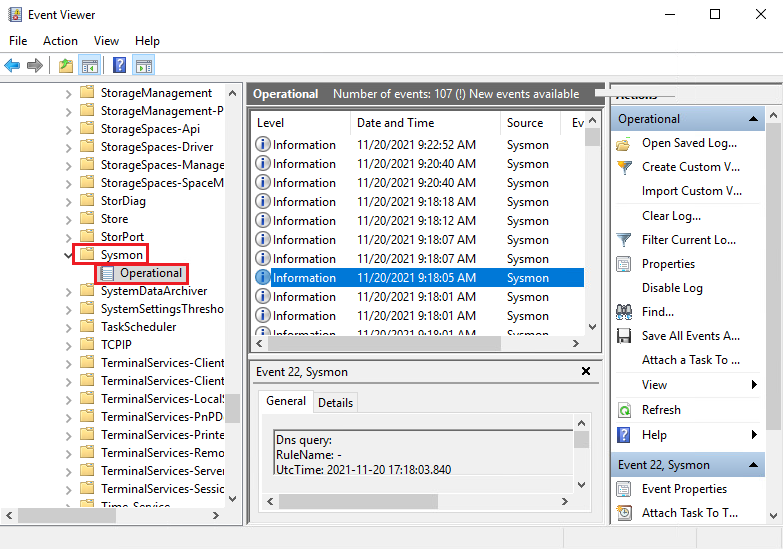 Event Viewer
File Action View Help
StorageManagement
StorageManagement-P
StorageSpaces-Api
StorageSpaces-Driver
StorageSpaces-Manage
StorageSpaces-SpaceM
StorDiag
Store
StorPort
Sysmon
Operational
SystemDataArchiver
SystemSettingsThresho
TaskScheduler
TCPIP
TerminalServices-Client
TerminalServices-Client
TerminalServices-LocalS
TerminalServices-PnPD
TerminalServices-Printe
TerminalServices-Remo
TerminalServices-Server
TerminalServices-Sessic
Time-Service
Operational Number of events: 107 (!) New events available
Level Date and Time Source Ev
Information 11/20/2021 9:22:52 AM Sysmon
Information 11/20/2021 9:20:40 AM Sysmon
Information 11/20/2021 9:20:40 AM Sysmon
Information 11/20/2021 9:18:18 AM Sysmon
Information 11/20/2021 9:18:12 AM Sysmon
Information 11/20/2021 9:18:07 AM Sysmon
Information 11/20/2021 9:18:07 AM Sysmon
Information 11/20/2021 9:18:05 AM Sysmon
Information 11/20/2021 9:18:01 AM Sysmon
Information 11/20/2021 9:18:01 AM Sysmon
Information 11/20/2021 9:18:01 AM Sysmon
Event 22, Sysmon
General Details
Dns query:
RuleName: -
UtcTime: 2021-11-20 17:18:03.840
Actions
Operational
Open Saved Log...
Create Custom V...
Import Custom V...
Clear Log...
Filter Current Lo...
Properties
Disable Log
Find...
Save All Events A...
Attach a Task To ...
View
Refresh
Help
Event 22, Sysmon
Event Properties
Attach Task To T...